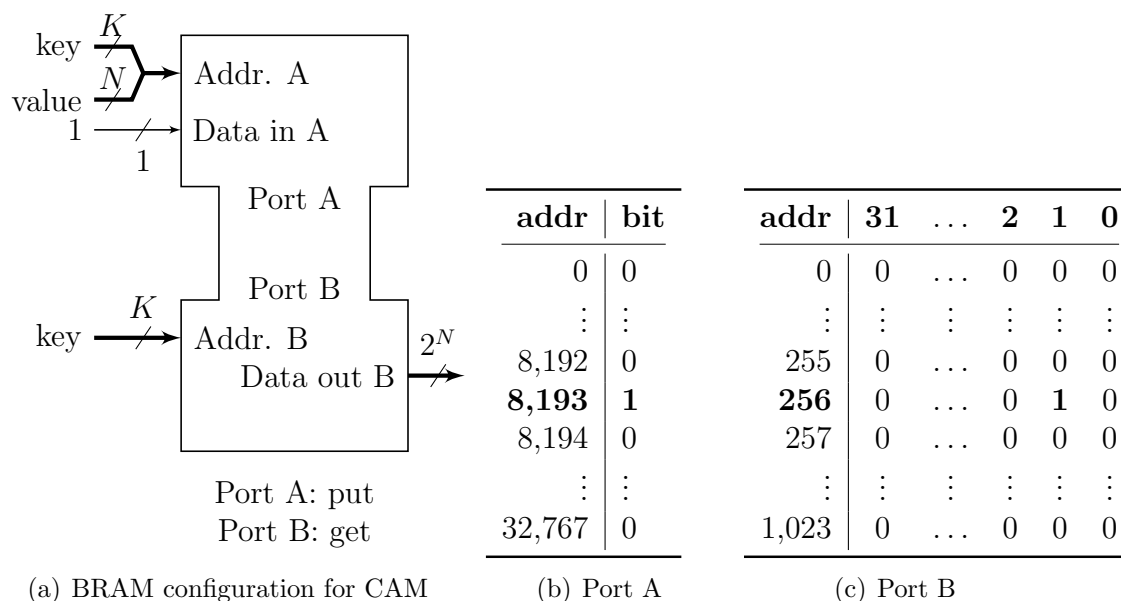 key
K
value
N
Addr. A
1
1
Data in A
Port A
Port B
key
K
Addr. B
Data out B
2^N
Port A: put
Port B: get
(a) BRAM configuration for CAM
addr bit
0 0
⋮ ⋮
8,192 0
8,193 1
8,194 0
⋮ ⋮
32,767 0
(b) Port A
addr 31 ... 2 1 0
0 0 ... 0 0 0
⋮ ⋮ ⋮ ⋮ ⋮ ⋮
255 0 ... 0 0 0
256 0 ... 0 1 0
257 0 ... 0 0 0
⋮ ⋮ ⋮ ⋮ ⋮ ⋮
1,023 0 ... 0 0 0
(c) Port B